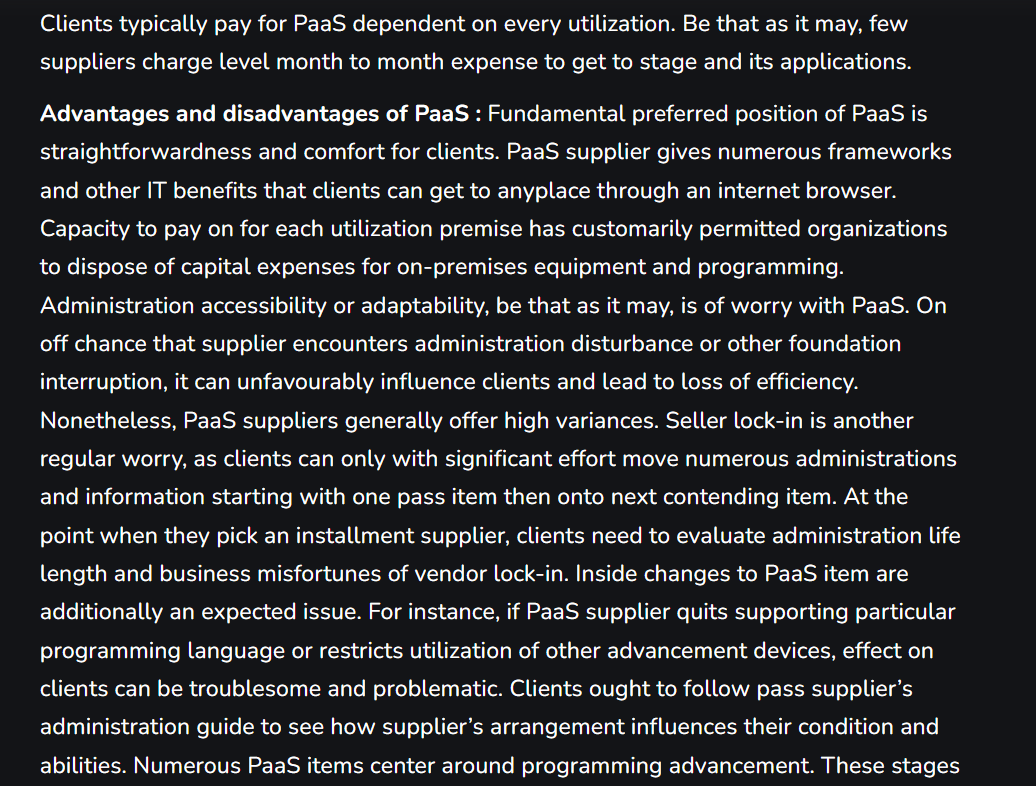 Clients typically pay for PaaS dependent on every utilization. Be that as it may, few
suppliers charge level month to month expense to get to stage and its applications.
Advantages and disadvantages of PaaS : Fundamental preferred position of PaaS is
straightforwardness and comfort for clients. PaaS supplier gives numerous frameworks
and other IT benefits that clients can get to anyplace through an internet browser.
Capacity to pay on for each utilization premise has customarily permitted organizations
to dispose of capital expenses for on-premises equipment and programming.
Administration accessibility or adaptability, be that as it may, is of worry with PaaS. On
off chance that supplier encounters administration disturbance or other foundation
interruption, it can unfavourably influence clients and lead to loss of efficiency.
Nonetheless, PaaS suppliers generally offer high variances. Seller lock-in is another
regular worry, as clients can only with significant effort move numerous administrations
and information starting with one pass item then onto next contending item. At the
point when they pick an installment supplier, clients need to evaluate administration life
length and business misfortunes of vendor lock-in. Inside changes to PaaS item are
additionally an expected issue. For instance, if PaaS supplier quits supporting particular
programming language or restricts utilization of other advancement devices, effect on
clients can be troublesome and problematic. Clients ought to follow pass supplier’s
administration guide to see how supplier’s arrangement influences their condition and
abilities. Numerous PaaS items center around programming advancement. These stages